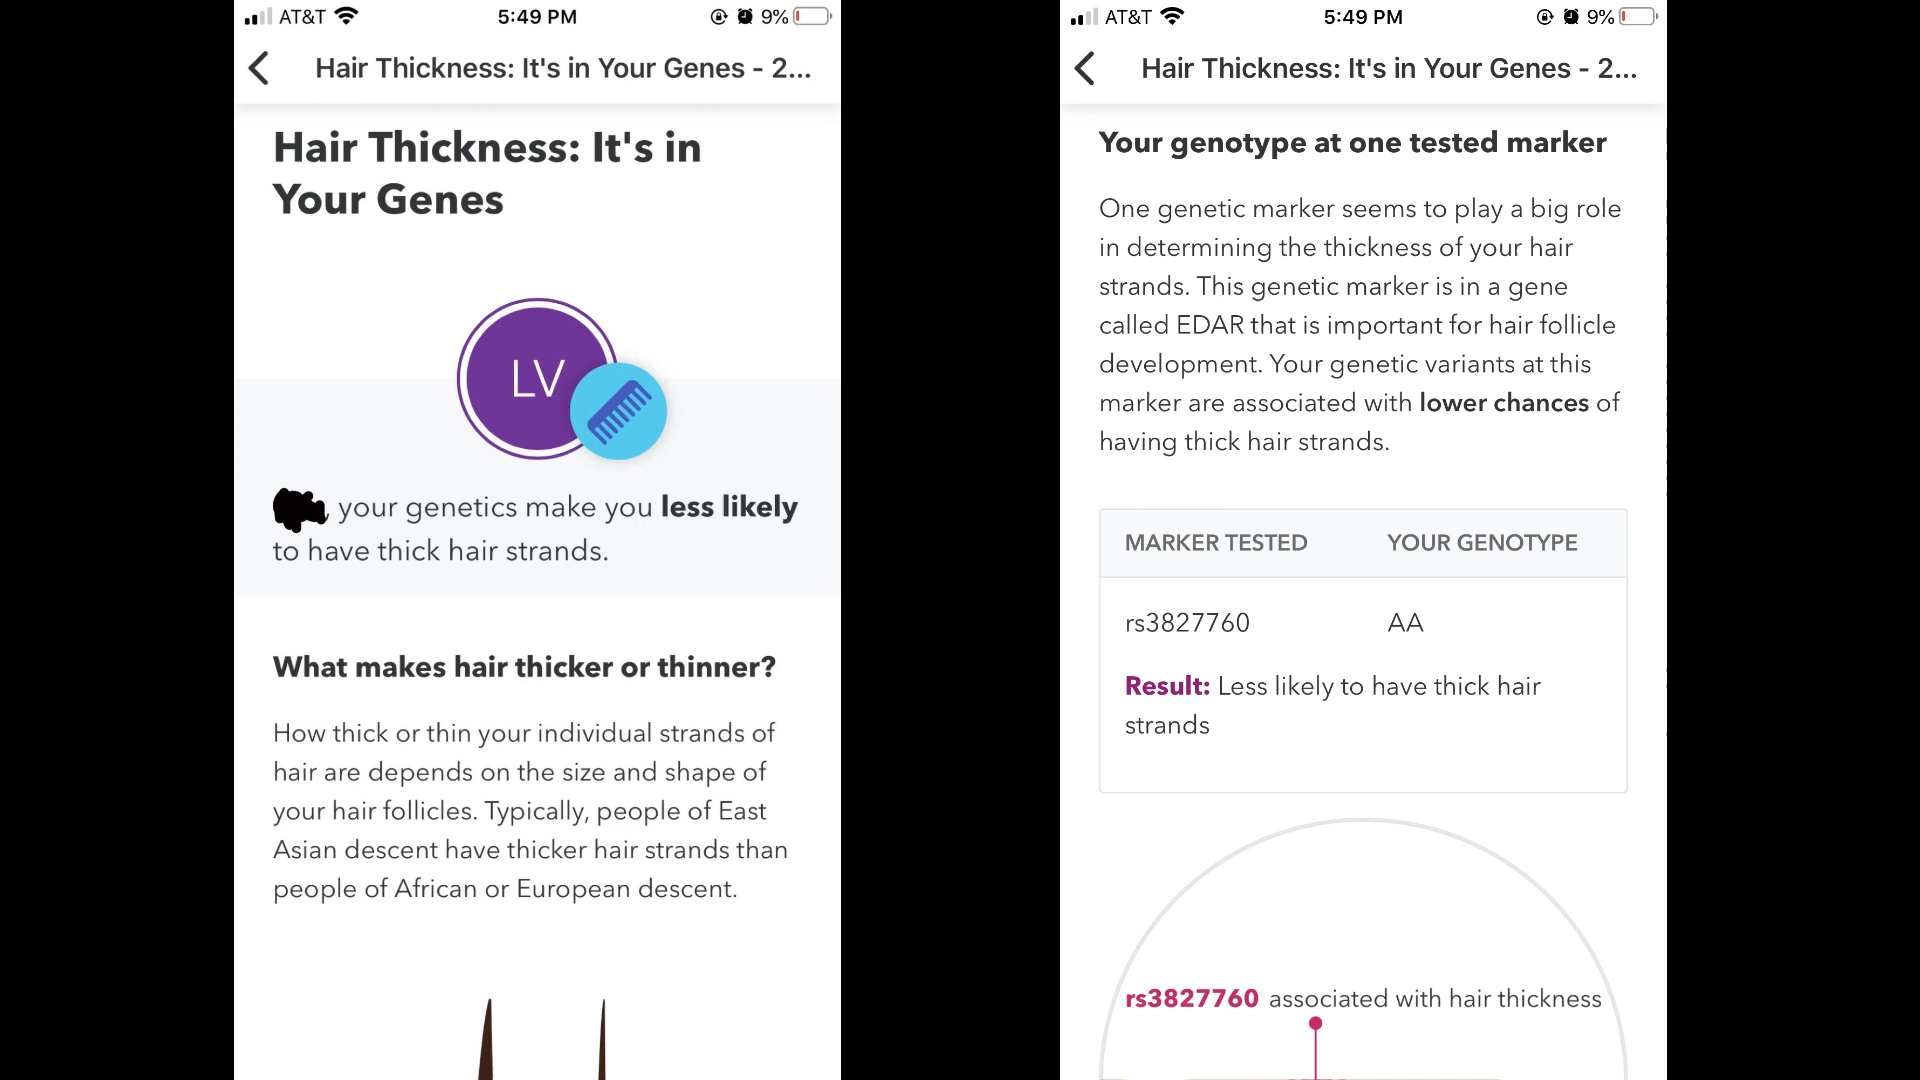 AT&T 5:49 PM 9%
Hair Thickness: It's in Your Genes - 2...
Hair Thickness: It's in
Your Genes
LV
, your genetics make you less likely
to have thick hair strands.
What makes hair thicker or thinner?
How thick or thin your individual strands of
hair are depends on the size and shape of
your hair follicles. Typically, people of East
Asian descent have thicker hair strands than
people of African or European descent.
AT&T 5:49 PM 9%
Hair Thickness: It's in Your Genes - 2...
Your genotype at one tested marker
One genetic marker seems to play a big role
in determining the thickness of your hair
strands. This genetic marker is in a gene
called EDAR that is important for hair follicle
development. Your genetic variants at this
marker are associated with lower chances of
having thick hair strands.
MARKER TESTED YOUR GENOTYPE
rs3827760 AA
Result: Less likely to have thick hair
strands
rs3827760 associated with hair thickness